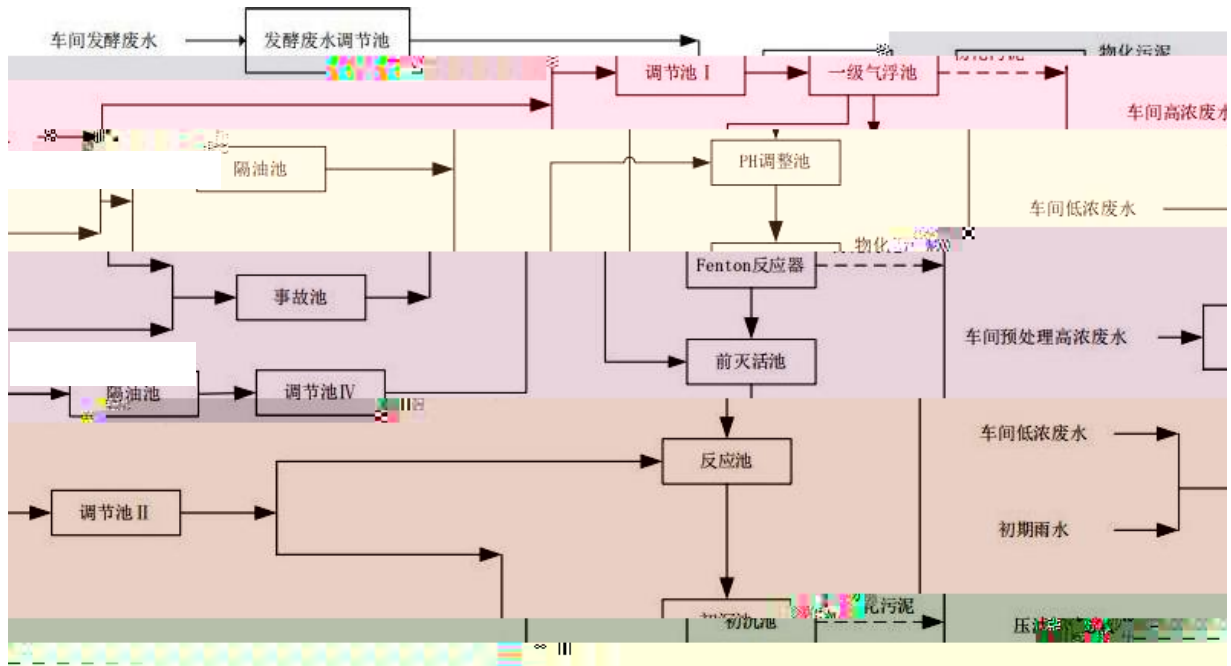 车间发酵废水
发酵废水调节池
物化污泥
调节池Ⅰ
一级气浮池
车间高浓废水
隔油池
PH调整池
车间低浓废水
物化
泥
Fenton反应器
事故池
车间预处理高浓废水
前灭活池
隔油池
调节池Ⅳ
车间低浓废水
反应池
调节池Ⅱ
初期雨水
化污泥
初沉池